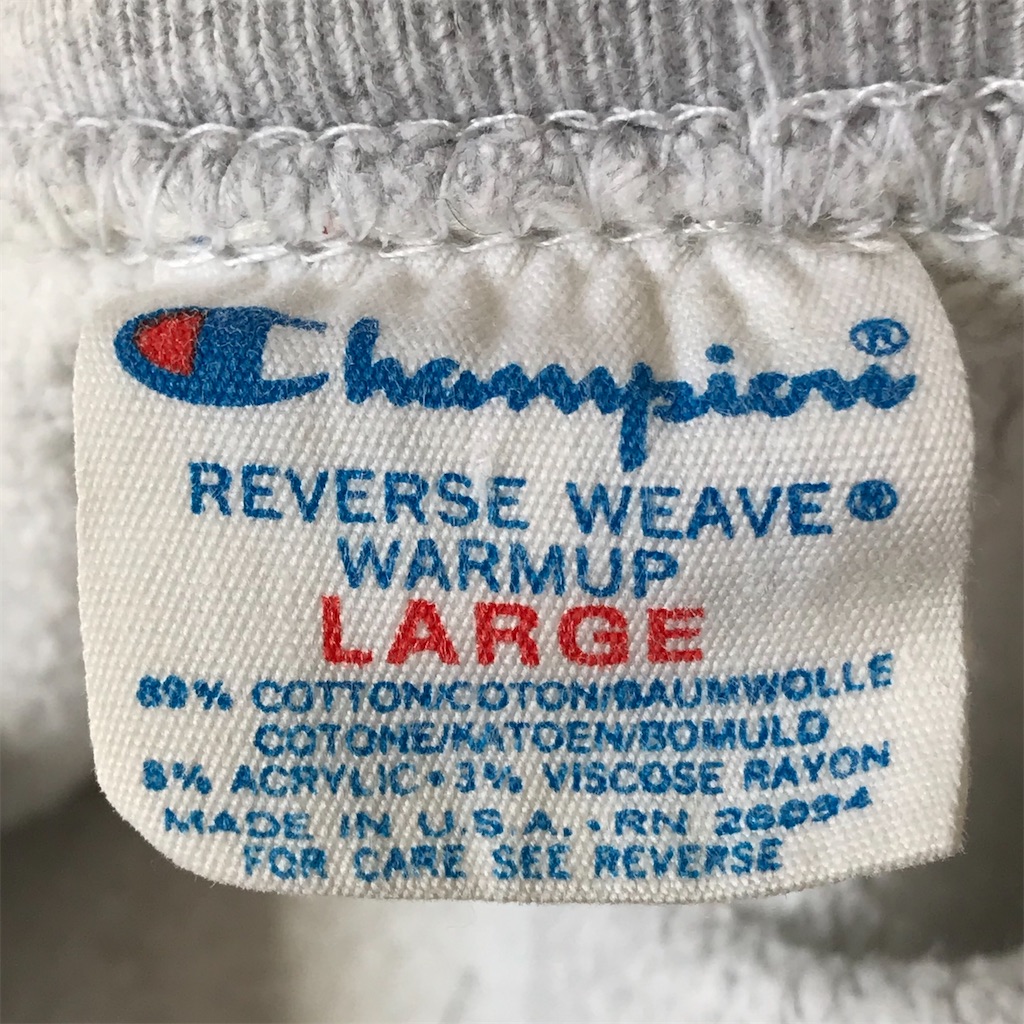 Champion®
REVERSE WEAVE®
WARMUP
LARGE
89% COTTON/COTON/BAUMWOLLE
COTONE/KATOEN/BOMULD
8% ACRYLIC • 3% VISCOSE RAYON
MADE IN U.S.A. • RN 26094
FOR CARE SEE REVERSE